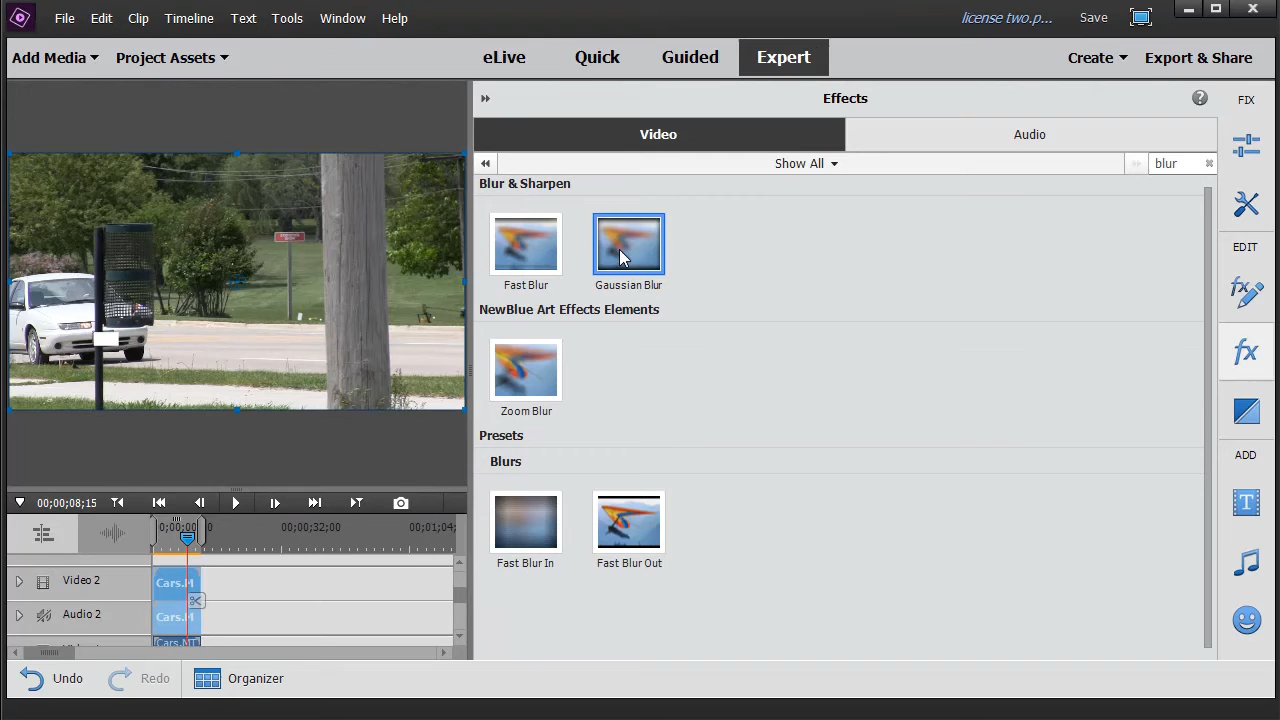 File Edit Clip Timeline Text Tools Window Help
license two.p...
Save
Add Media
Project Assets
eLive
Quick
Guided
Expert
Create
Export & Share
Effects
FIX
Video
Audio
Show All
blur
Blur & Sharpen
Fast Blur
Gaussian Blur
EDIT
NewBlue Art Effects Elements
Zoom Blur
fx
Presets
Blurs
ADD
Fast Blur In
Fast Blur Out
00;00;08;15
00;00;32;00
00;01;04;
Video 2
Cars.M
Audio 2
Cars.M
Undo
Redo
Organizer